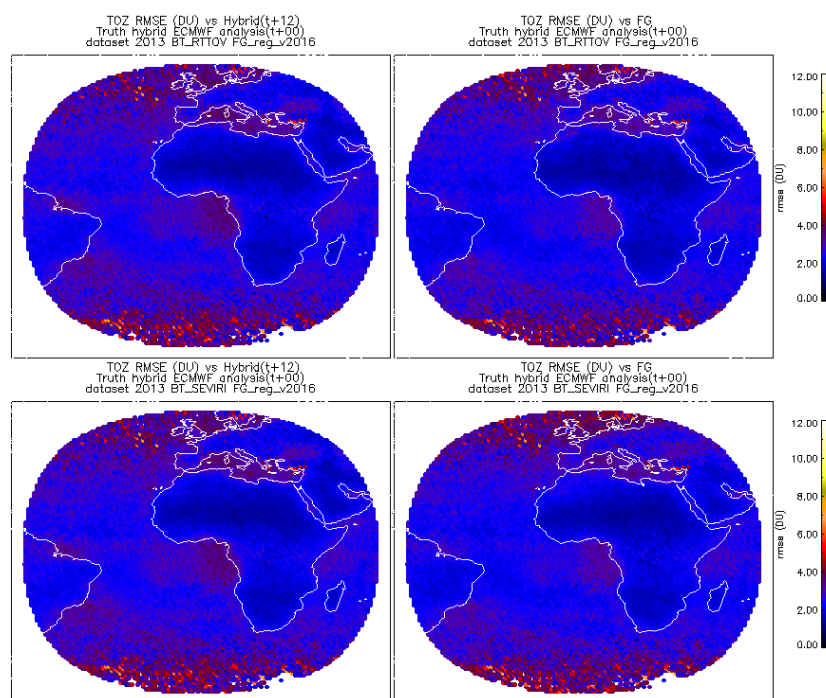 TOZ RMSE (DU) vs Hybrid(t+12)
Truth hybrid ECMWF analysis(t+00)
dataset 2013 BT_RTTOV FG_reg_v2016
TOZ RMSE (DU) vs FG
Truth hybrid ECMWF analysis(t+00)
dataset 2013 BT_RTTOV FG_reg_v2016
12.00
10.00
8.00
6.00
4.00
2.00
0.00
rmse (DU)
TOZ RMSE (DU) vs Hybrid(t+12)
Truth hybrid ECMWF analysis(t+00)
dataset 2013 BT_SEVIRI FG_reg_v2016
TOZ RMSE (DU) vs FG
Truth hybrid ECMWF analysis(t+00)
dataset 2013 BT_SEVIRI FG_reg_v2016
12.00
10.00
8.00
6.00
4.00
2.00
0.00
rmse (DU)